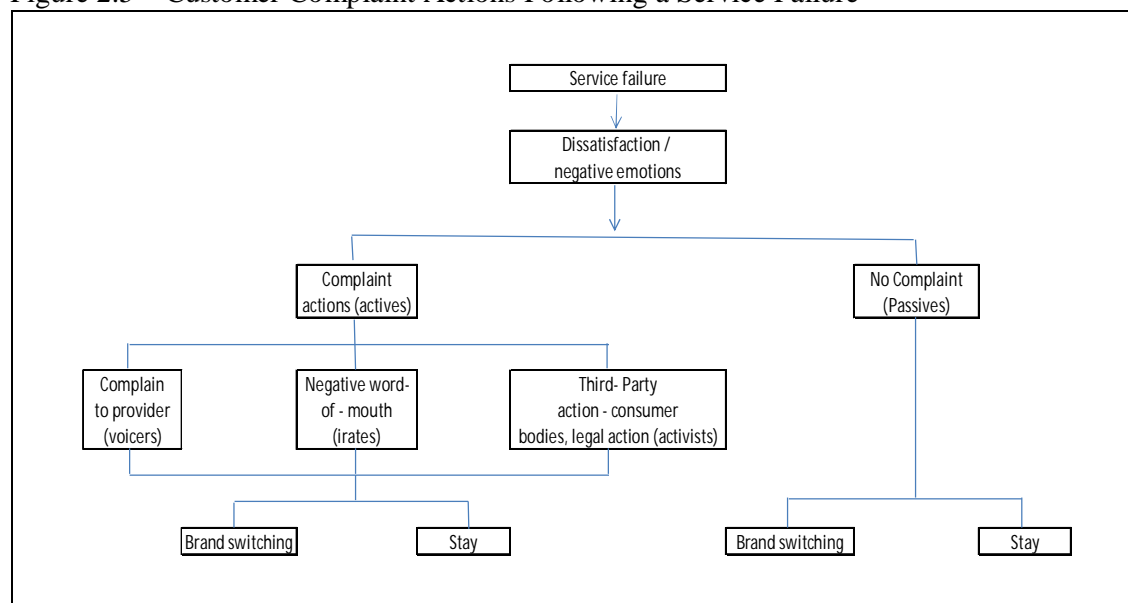 Figure 2.3 Customer Complaint Actions Following a Service Failure
Service failure
Dissatisfaction /
negative emotions
Complaint
actions (actives)
No Complaint
(Passives)
Complain
to provider
(voicers)
Negative word-
of - mouth
(irates)
Third- Party
action - consumer
bodies, legal action (activists)
Brand switching
Stay
Brand switching
Stay